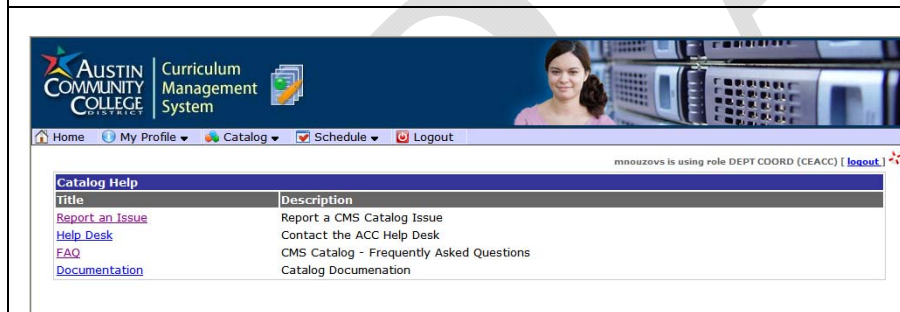 AUSTIN
COMMUNITY
COLLEGE
DISTRICT
Curriculum
Management
System
Home My Profile Catalog Schedule Logout
mnouzovs is using role DEPT COORD (CEACC) [ logout ]
Catalog Help
Title Description
Report an Issue Report a CMS Catalog Issue
Help Desk Contact the ACC Help Desk
FAQ CMS Catalog - Frequently Asked Questions
Documentation Catalog Documenation